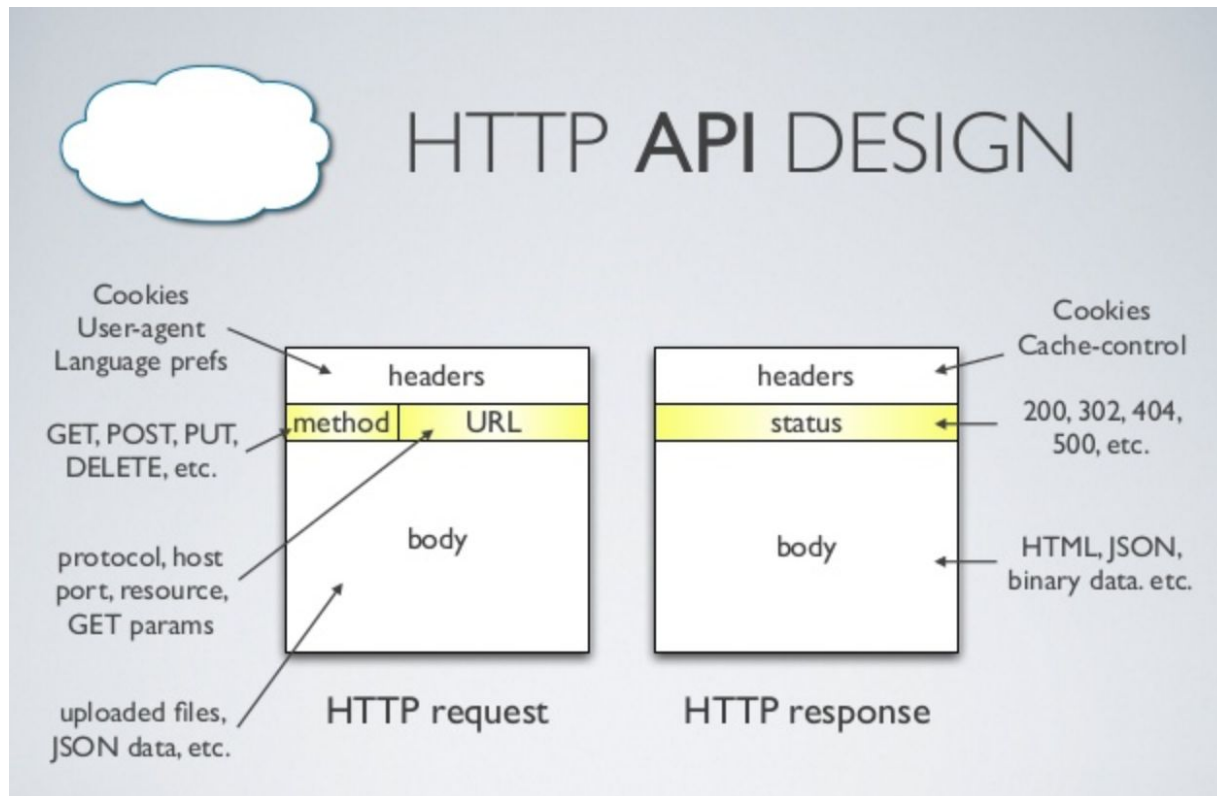 HTTP API DESIGN
Cookies
User-agent
Language prefs
GET, POST, PUT,
DELETE, etc.
protocol, host
port, resource,
GET params
uploaded files,
JSON data, etc.
headers
method URL
body
HTTP request
headers
status
body
HTTP response
Cookies
Cache-control
200, 302, 404,
500, etc.
HTML, JSON,
binary data. etc.